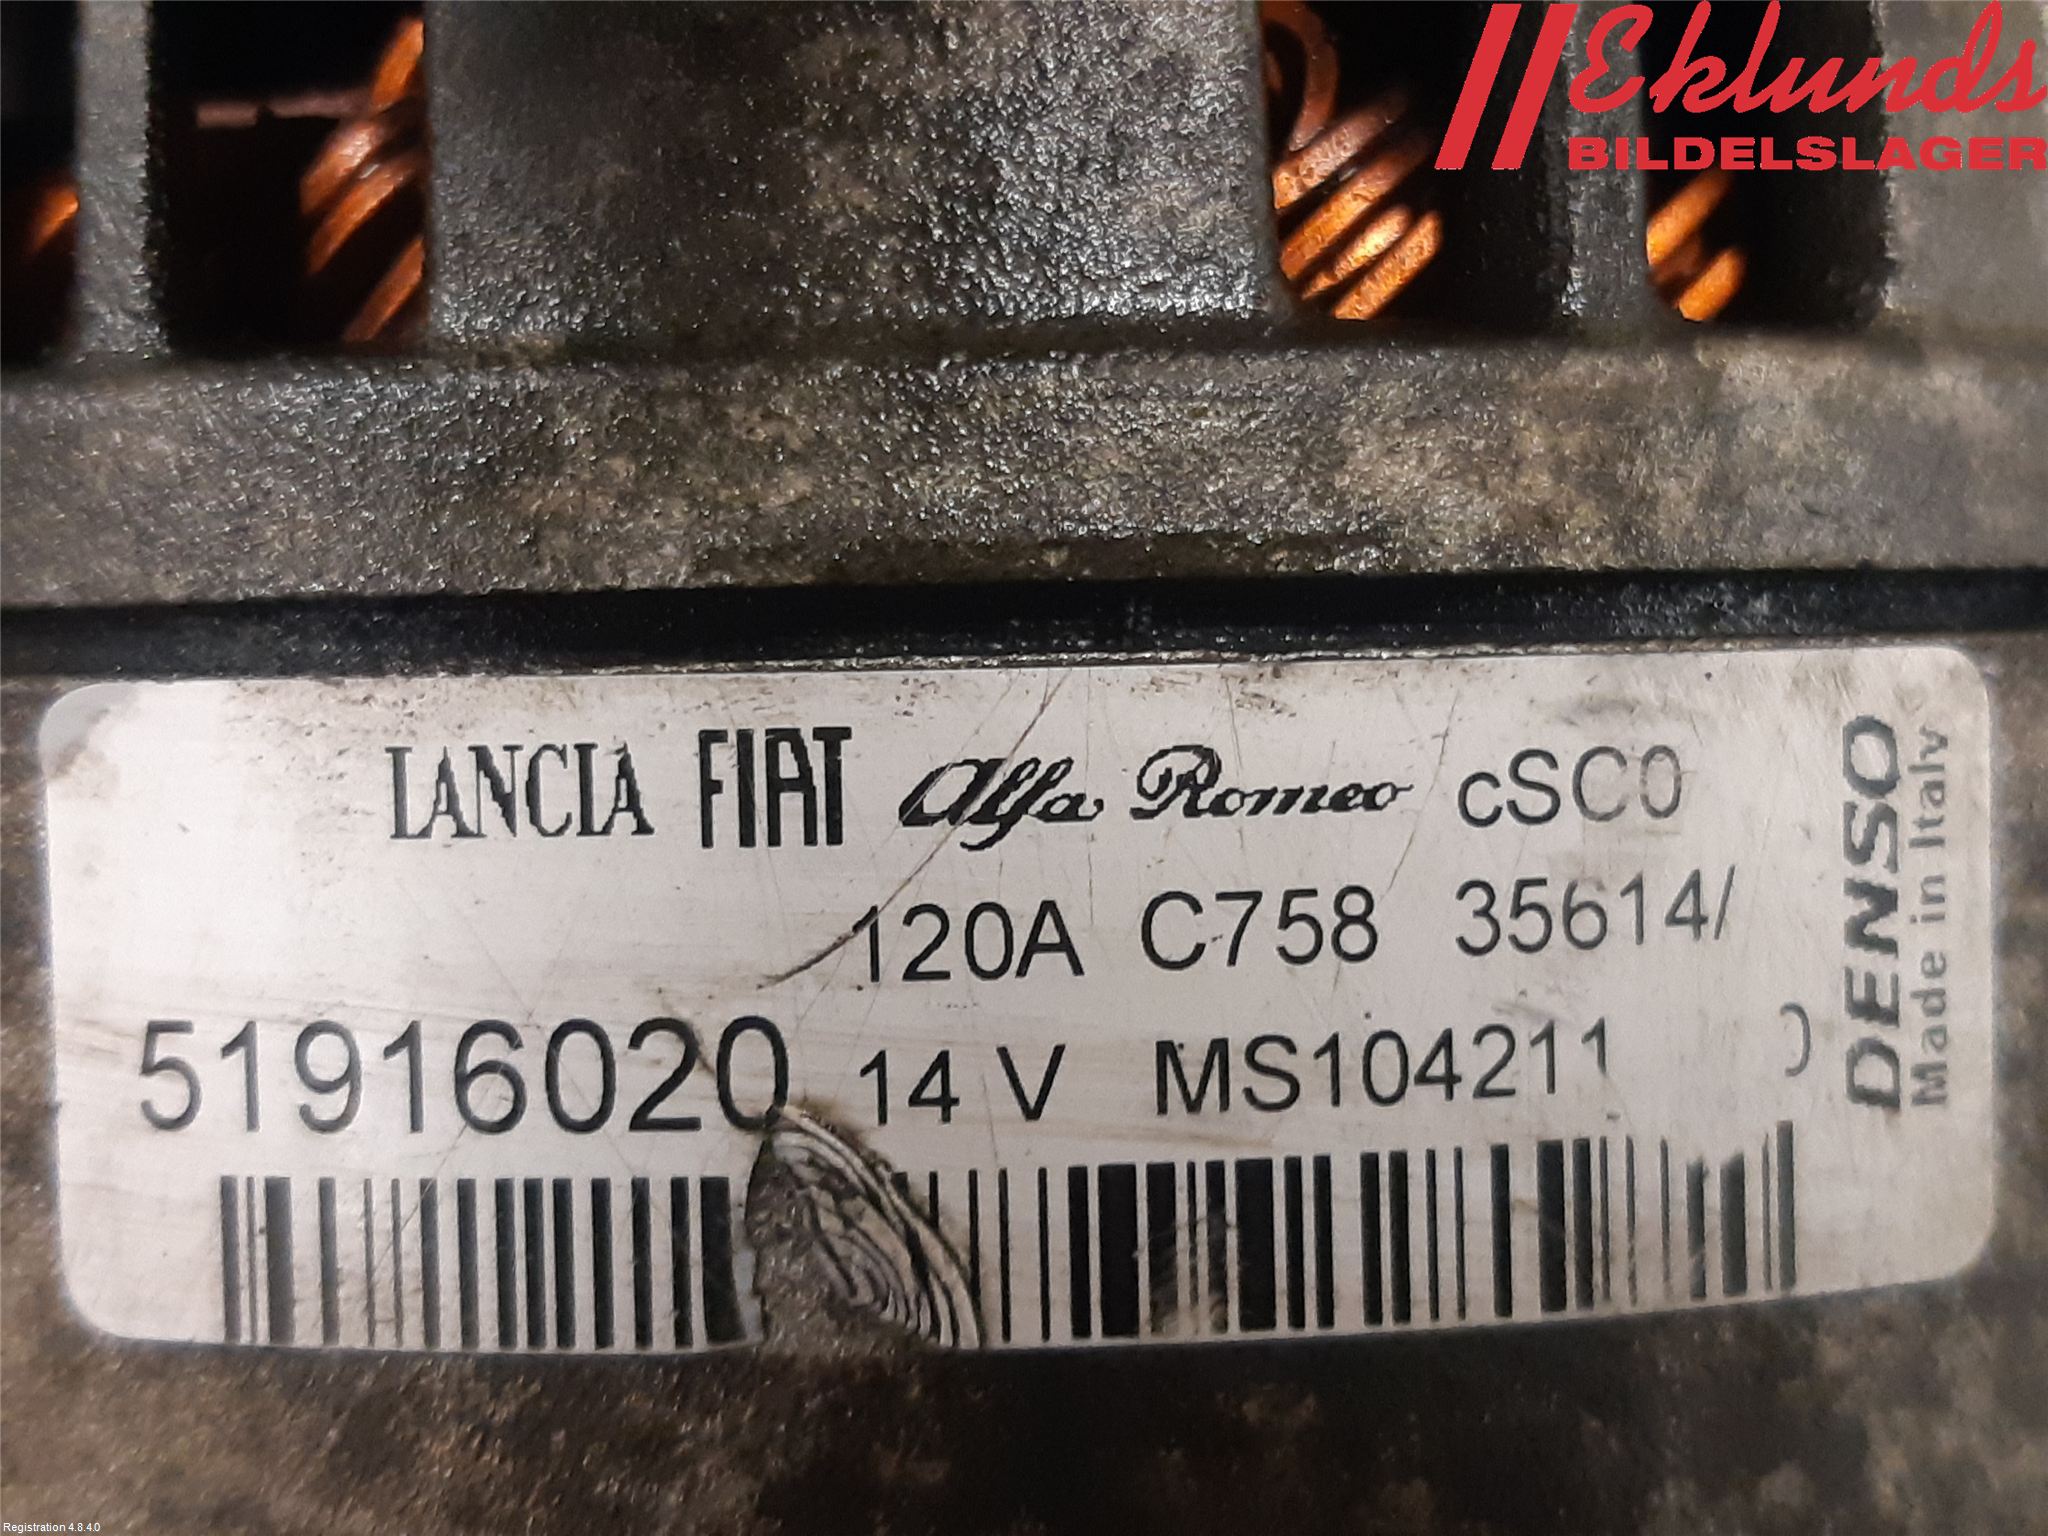 Eklunds
BILDELSLAGER
LANCIA FIAT Alfa Romeo cSC0
120A C758 35614/
51916020 14 V MS104211
DENSO
Made in Italy
Registration 4.8.4.0